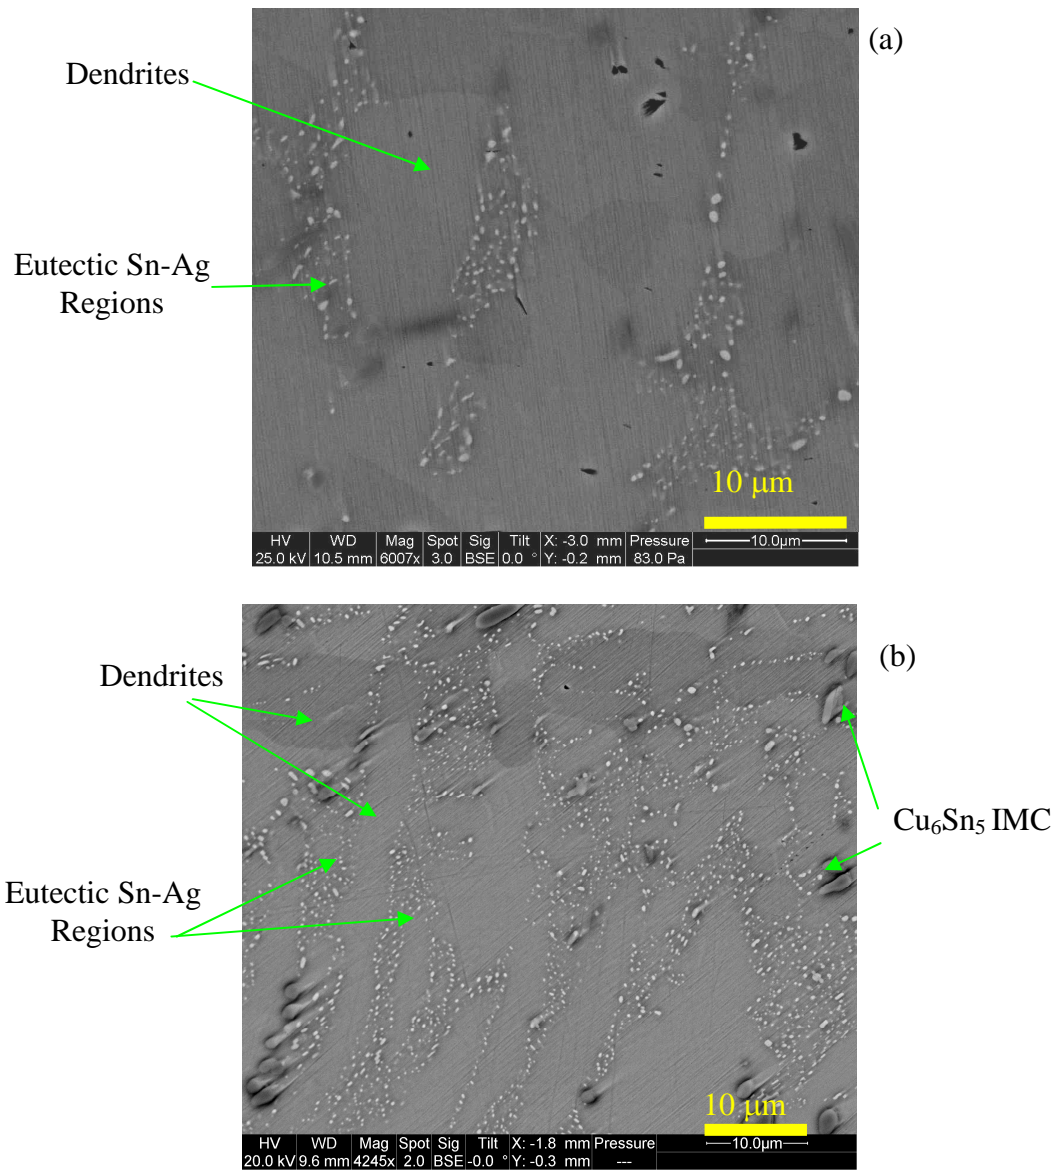 (a)
Dendrites
Eutectic Sn-Ag
Regions
10 μm
HV WD Mag Spot Sig Tilt X: -3.0 mm Pressure 10.0μm
25.0 kV 10.5 mm 6007x 3.0 BSE 0.0 ° Y: -0.2 mm 83.0 Pa
(b)
Dendrites
Cu₆Sn₅ IMC
Eutectic Sn-Ag
Regions
10 μm
HV WD Mag Spot Sig Tilt X: -1.8 mm Pressure 10.0μm
20.0 kV 9.6 mm 4245x 2.0 BSE -0.0 ° Y: -0.3 mm ---